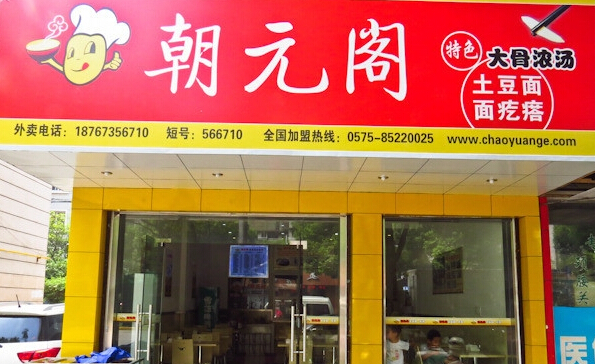 朝元阁
特色
大骨浓汤
土豆面
面疙瘩
外卖电话：18767356710 短号：566710 全国加盟热线：0575-85220025 www.chaoyuange.com
医